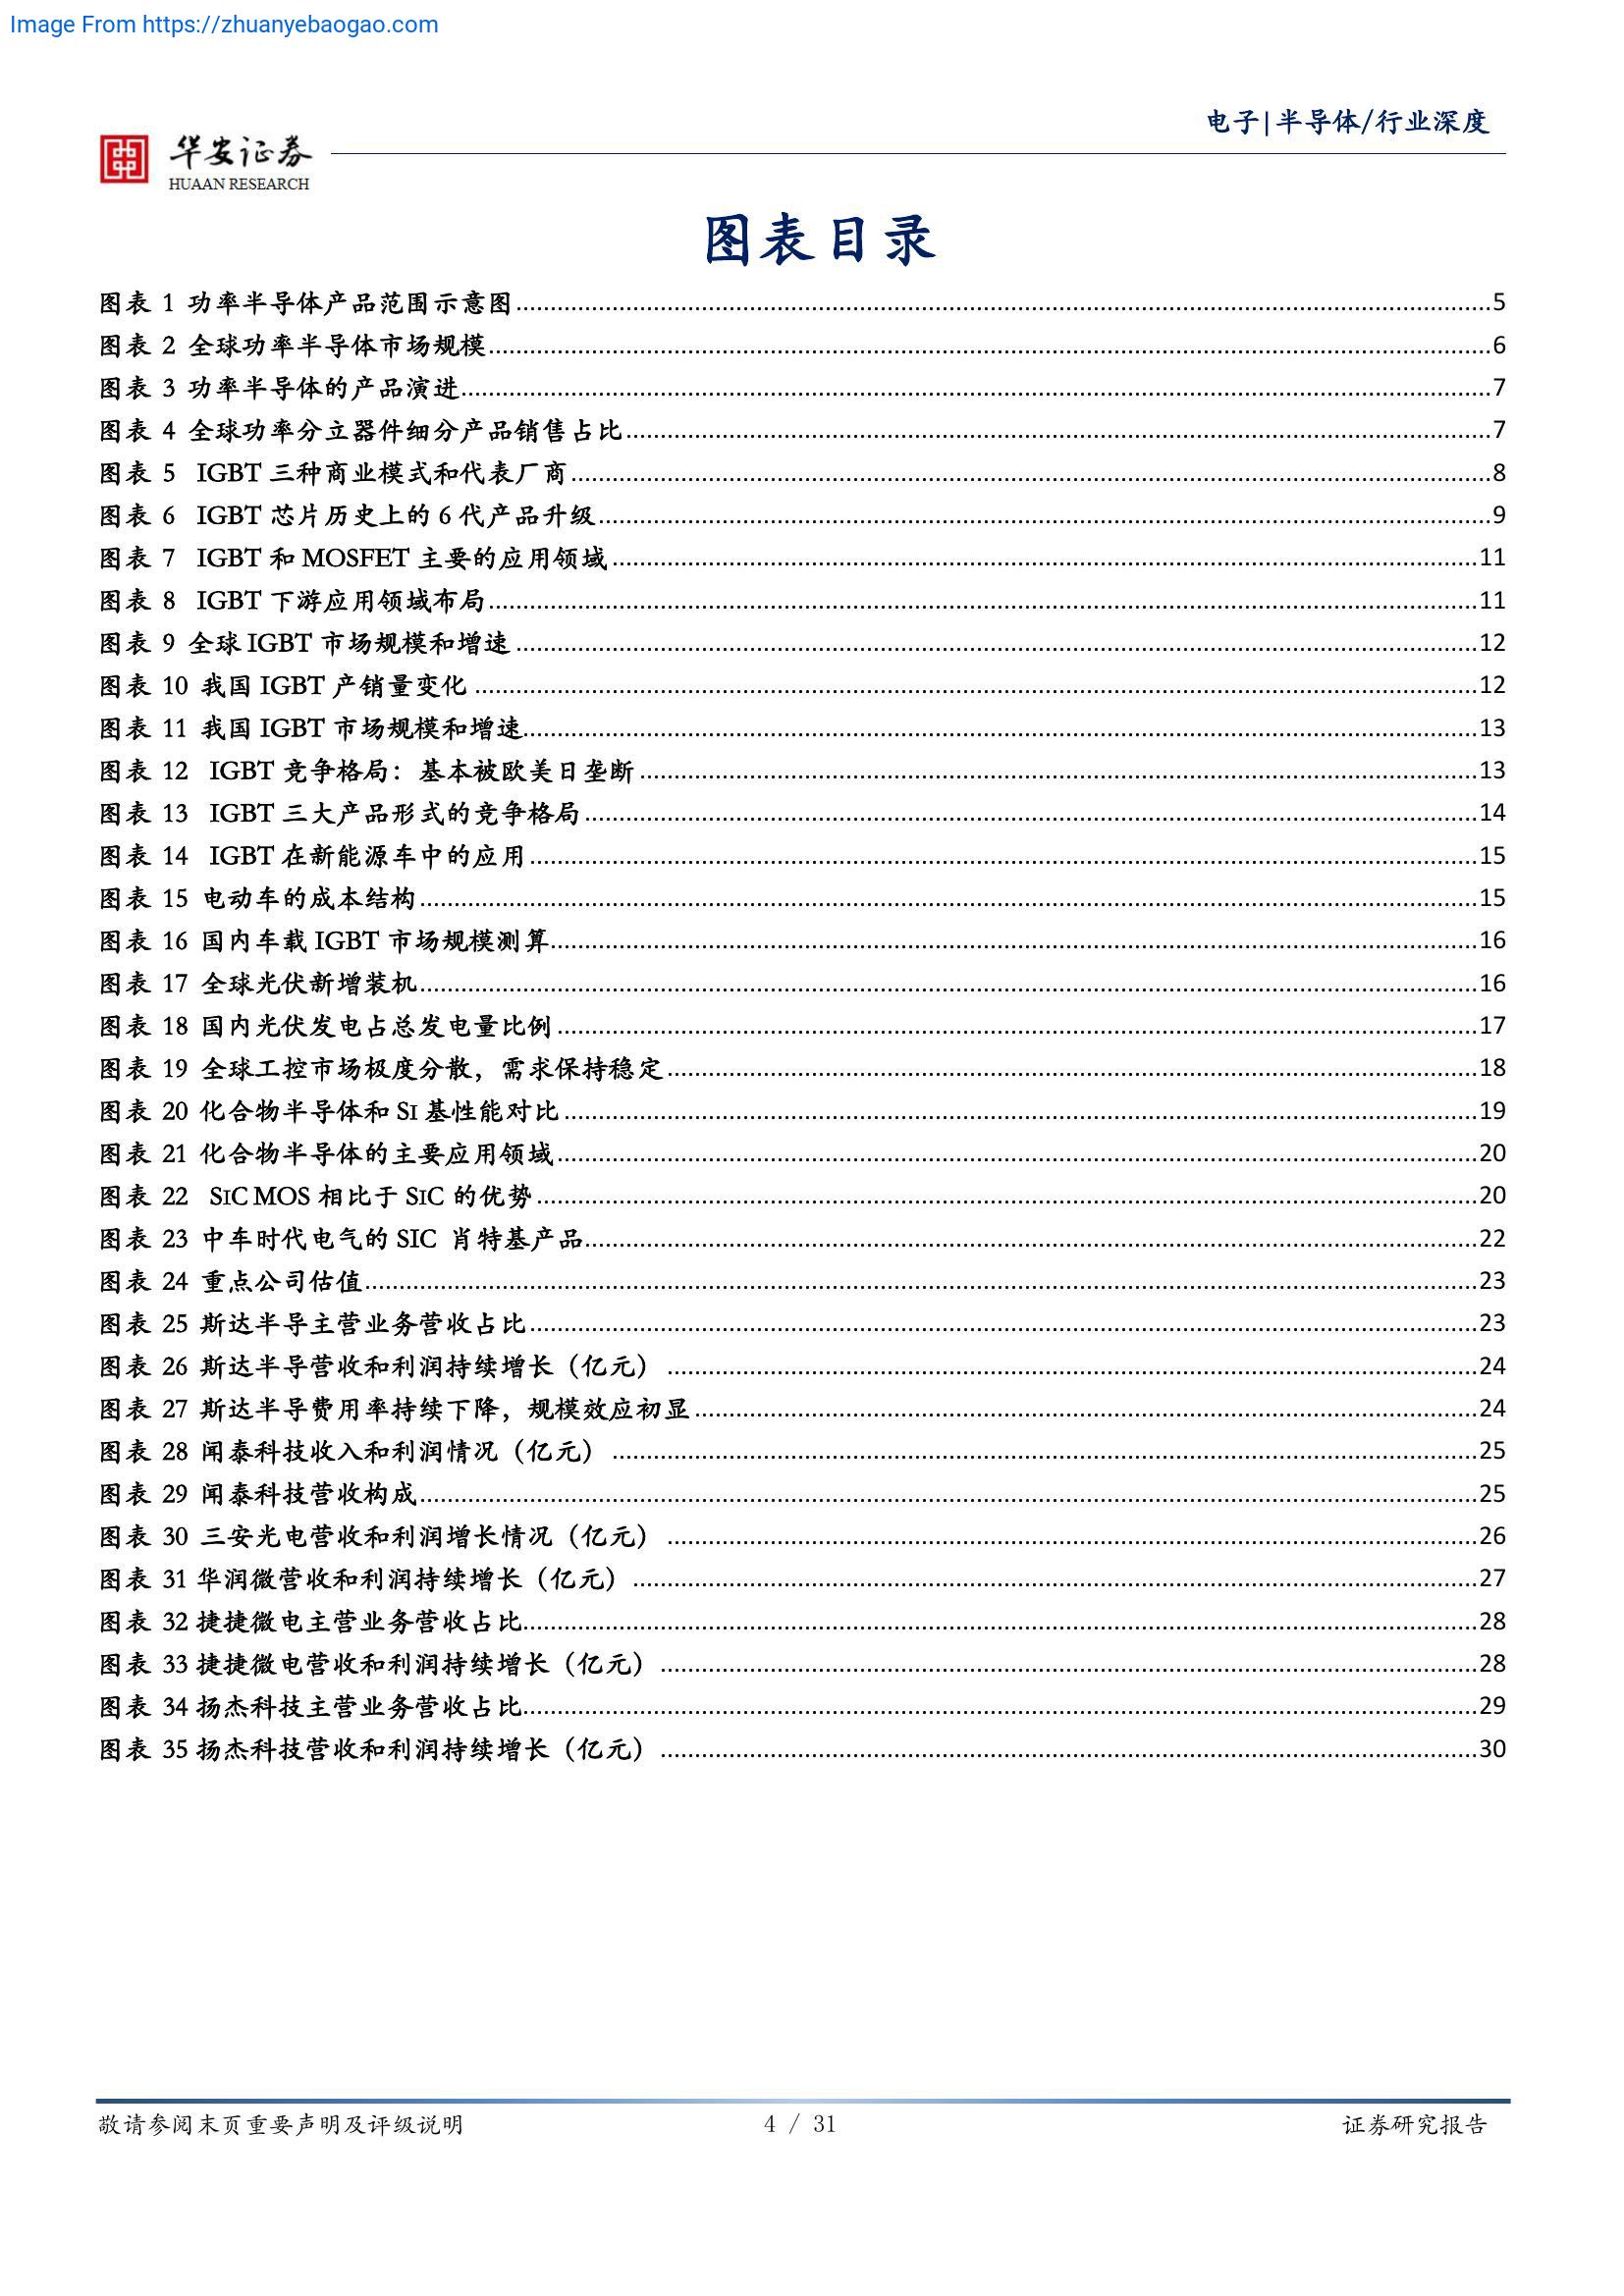 Image From https://zhuanyebaogao.com
电子|半导体/行业深度
华安证券
HUAAN RESEARCH
图表目录
图表 1 功率半导体产品范围示意图 5
图表 2 全球功率半导体市场规模 6
图表 3 功率半导体的产品演进 7
图表 4 全球功率分立器件细分产品销售占比 7
图表 5 IGBT 三种商业模式和代表厂商 8
图表 6 IGBT 芯片历史上的 6 代产品升级 9
图表 7 IGBT 和 MOSFET 主要的应用领域 11
图表 8 IGBT 下游应用领域布局 11
图表 9 全球 IGBT 市场规模和增速 12
图表 10 我国 IGBT 产销量变化 12
图表 11 我国 IGBT 市场规模和增速 13
图表 12 IGBT 竞争格局：基本被欧美日垄断 13
图表 13 IGBT 三大产品形式的竞争格局 14
图表 14 IGBT 在新能源车中的应用 15
图表 15 电动车的成本结构 15
图表 16 国内车载 IGBT 市场规模测算 16
图表 17 全球光伏新增装机 16
图表 18 国内光伏发电占总发电量比例 17
图表 19 全球工控市场极度分散，需求保持稳定 18
图表 20 化合物半导体和 SI 基性能对比 19
图表 21 化合物半导体的主要应用领域 20
图表 22 SIC MOS 相比于 SIC 的优势 20
图表 23 中车时代电气的 SIC 肖特基产品 22
图表 24 重点公司估值 23
图表 25 斯达半导主营业务营收占比 23
图表 26 斯达半导营收和利润持续增长（亿元） 24
图表 27 斯达半导费用率持续下降，规模效应初显 24
图表 28 闻泰科技收入和利润情况（亿元） 25
图表 29 闻泰科技营收构成 25
图表 30 三安光电营收和利润增长情况（亿元） 26
图表 31 华润微营收和利润持续增长（亿元） 27
图表 32 捷捷微电主营业务营收占比 28
图表 33 捷捷微电营收和利润持续增长（亿元） 28
图表 34 扬杰科技主营业务营收占比 29
图表 35 扬杰科技营收和利润持续增长（亿元） 30
敬请参阅末页重要声明及评级说明 4 / 31 证券研究报告